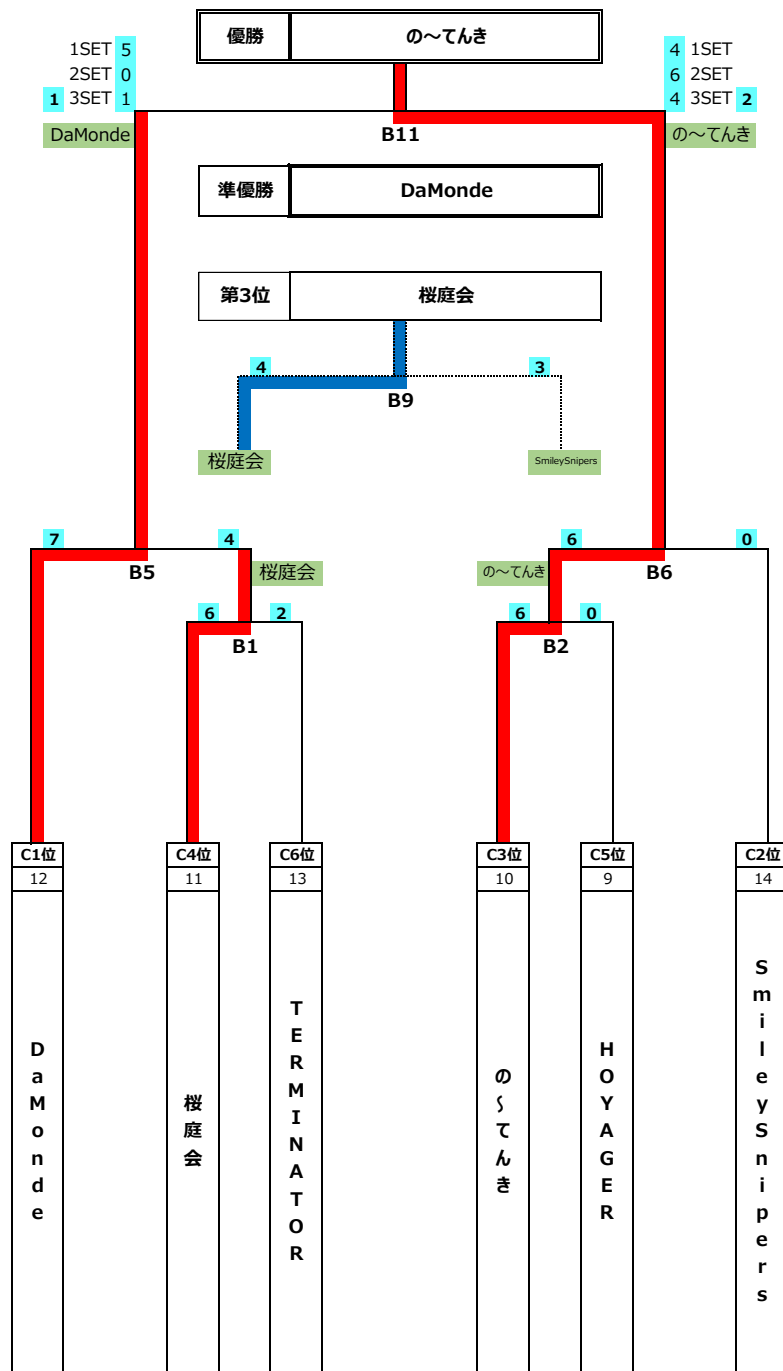 優勝 の～てんき
1SET 5
2SET 0
1 3SET 1
4 1SET
6 2SET
4 3SET 2
DaMonde
B11
の～てんき
準優勝 DaMonde
第3位 桜庭会
4
3
B9
桜庭会
SmileySnipers
7
4
6
0
B5
桜庭会
の～てんき
B6
6
2
6
0
B1
B2
C1位
12
DaMonde
C4位
11
桜庭会
C6位
13
TERMINATOR
C3位
10
の～てんき
C5位
9
HOYAGER
C2位
14
SmileySnipers